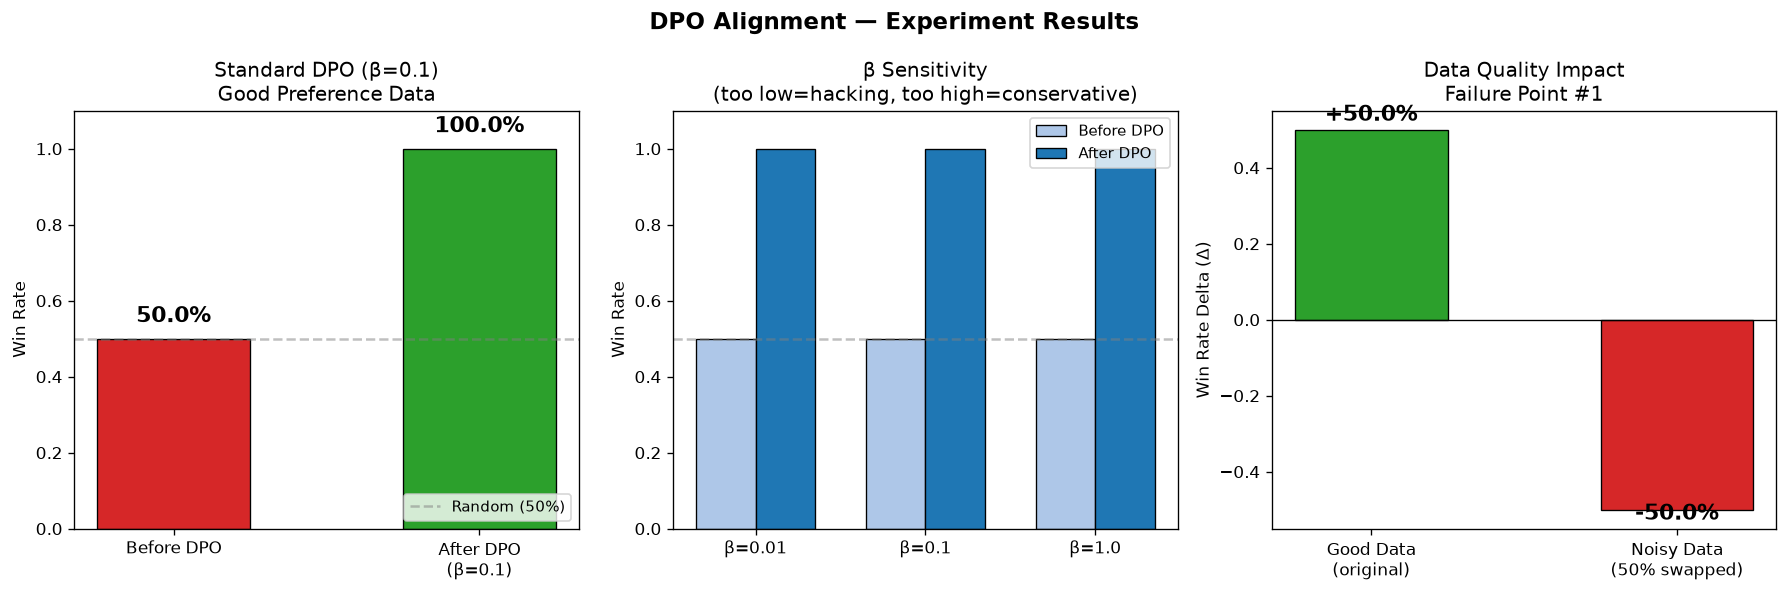 DPO Alignment — Experiment Results
Standard DPO (β=0.1)
Good Preference Data
Win Rate
1.0
0.8
0.6
0.4
0.2
0.0
50.0%
100.0%
Random (50%)
Before DPO
After DPO
(β=0.1)
β Sensitivity
(too low=hacking, too high=conservative)
Win Rate
1.0
0.8
0.6
0.4
0.2
0.0
Before DPO
After DPO
β=0.01
β=0.1
β=1.0
Data Quality Impact
Failure Point #1
Win Rate Delta (Δ)
0.4
0.2
0.0
−0.2
−0.4
+50.0%
-50.0%
Good Data
(original)
Noisy Data
(50% swapped)